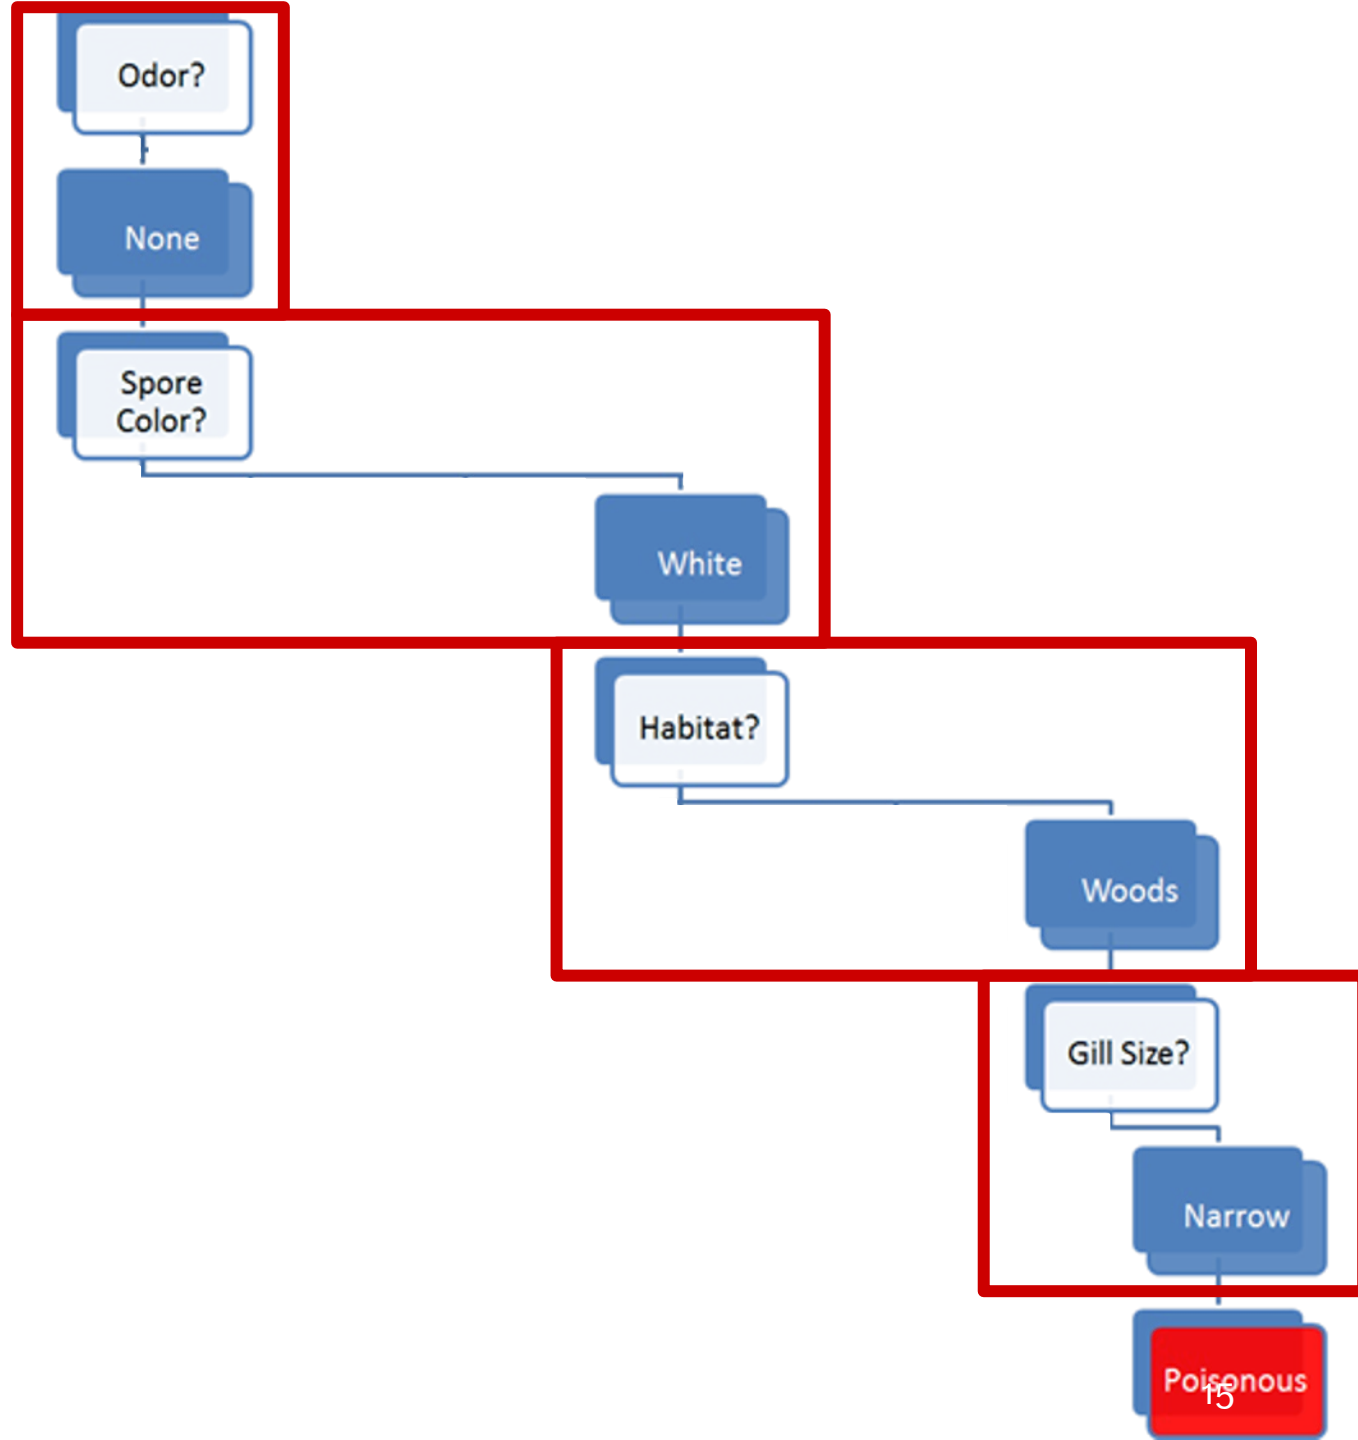 Odor?
None
Spore
Color?
White
Habitat?
Woods
Gill Size?
Narrow
Poisonous
15